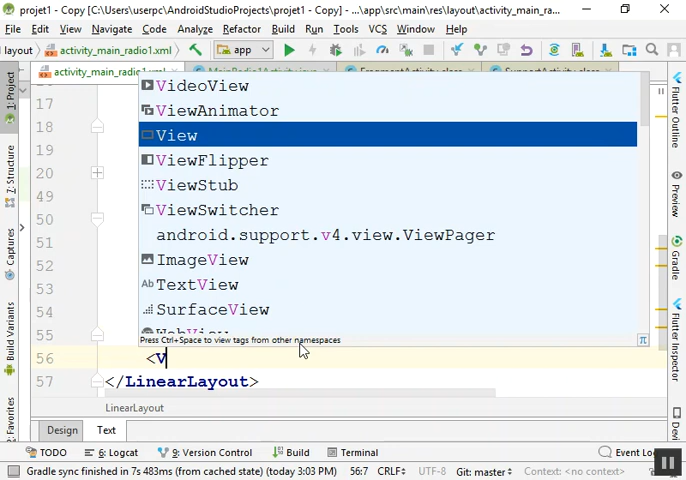 projet1 - Copy [C:\Users\userpc\AndroidStudioProjects\projet1 - Copy] - ...\app\src\main\res\layout\activity_main_ra...
File Edit View Navigate Code Analyze Refactor Build Run Tools VCS Window Help
layout activity_main_radio1.xml app
activity_main_radio1.xml
17
18
20
49
50
51
52
53
54
55
56
57
VideoView
ViewAnimator
View
ViewFlipper
ViewStub
ViewSwitcher
android.support.v4.view.ViewPager
ImageView
Ab TextView
SurfaceView
WebView
Press Ctrl+Space to view tags from other namespaces
π
<V
</LinearLayout>
LinearLayout
Design Text
1: Project
7: Structure
Captures
Build Variants
Favorites
Flutter Outline
Preview
Gradle
Flutter Inspector
TODO 6: Logcat 9: Version Control Build Terminal Event Lo
Gradle sync finished in 7s 483ms (from cached state) (today 3:03 PM) 56:7 CRLF UTF-8 Git: master Context: <no context>